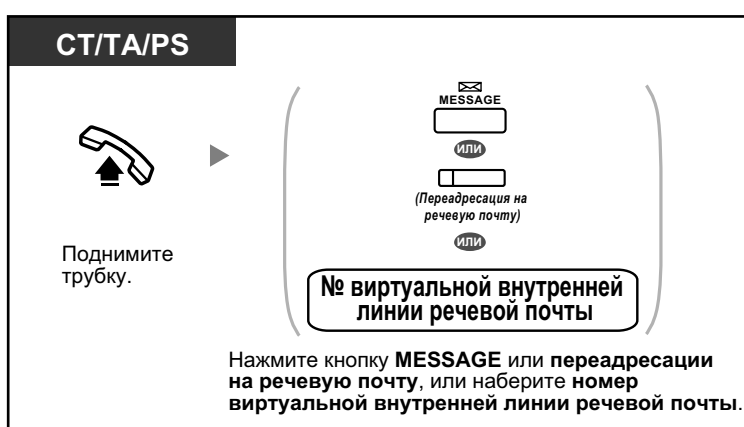 CT/TA/PS
MESSAGE
или
(Переадресация на
речевую почту)
или
№ виртуальной внутренней
линии речевой почты
Поднимите
трубку.
Нажмите кнопку MESSAGE или переадресации
на речевую почту, или наберите номер
виртуальной внутренней линии речевой почты.